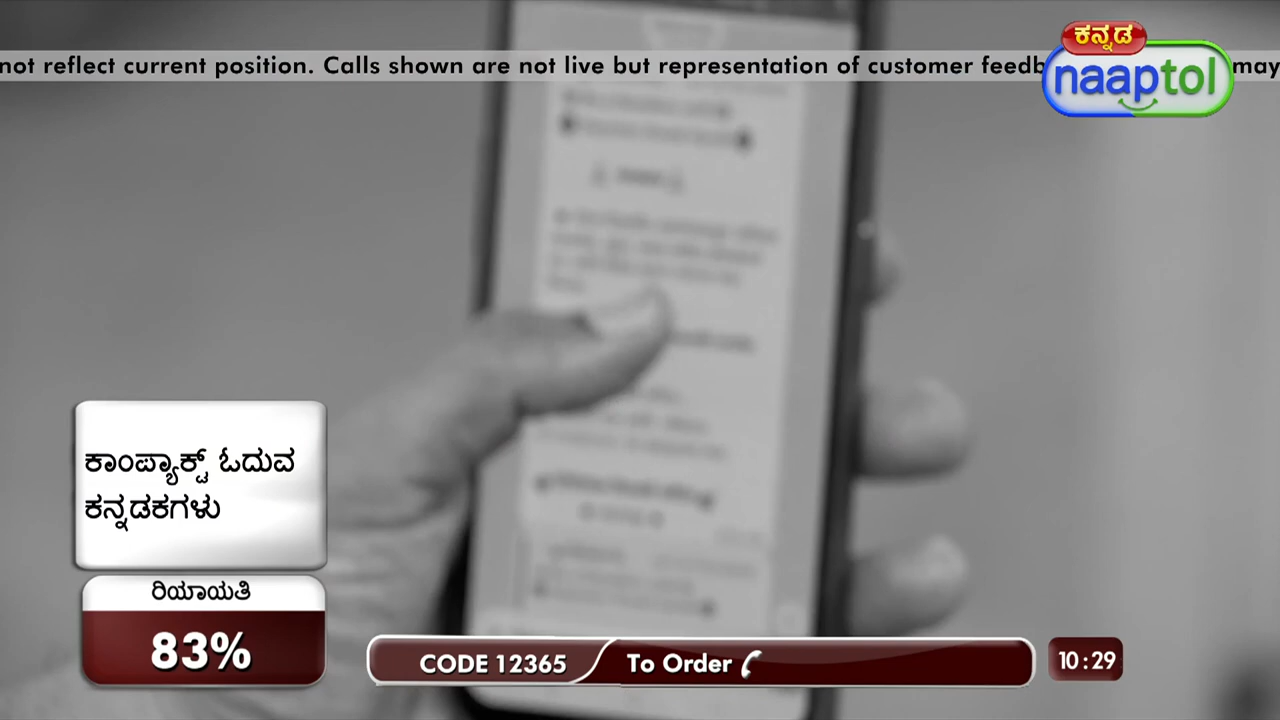 not reflect current position. Calls shown are not live but representation of customer feedb
may
ಕನ್ನಡ
naaptol
ಕಾಂಪ್ಯಾಕ್ಟ್ ಓದುವ
ಕನ್ನಡಕಗಳು
ರಿಯಾಯತಿ
83%
CODE 12365
To Order
10:29